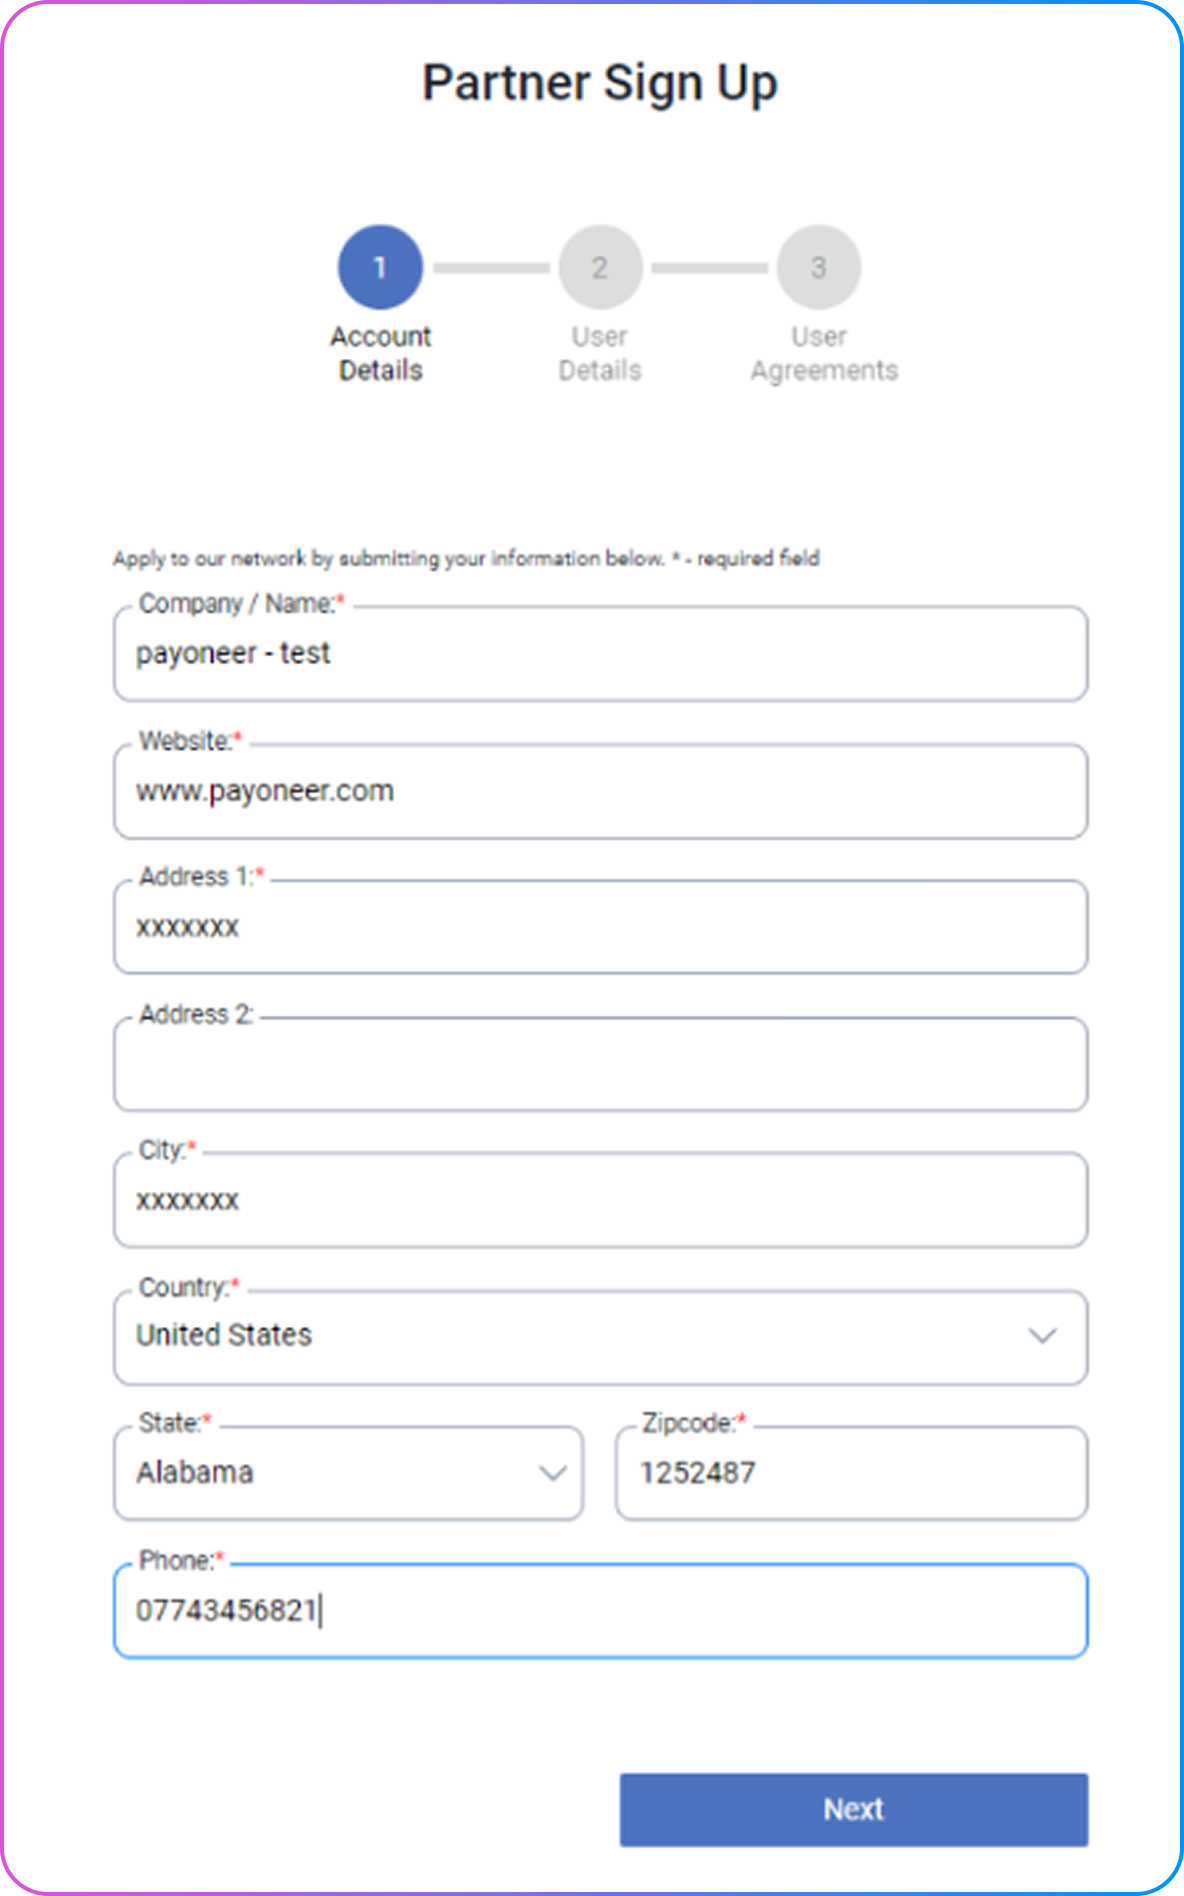 Partner Sign Up
1
2
3
Account
Details
User
Details
User
Agreements
Apply to our network by submitting your information below. * - required field
Company / Name:*
payoneer - test
Website:*
www.payoneer.com
Address 1:*
xxxxxxx
Address 2:
City:*
xxxxxxx
Country:*
United States
State:*
Alabama
Zipcode:*
1252487
Phone:*
07743456821
Next